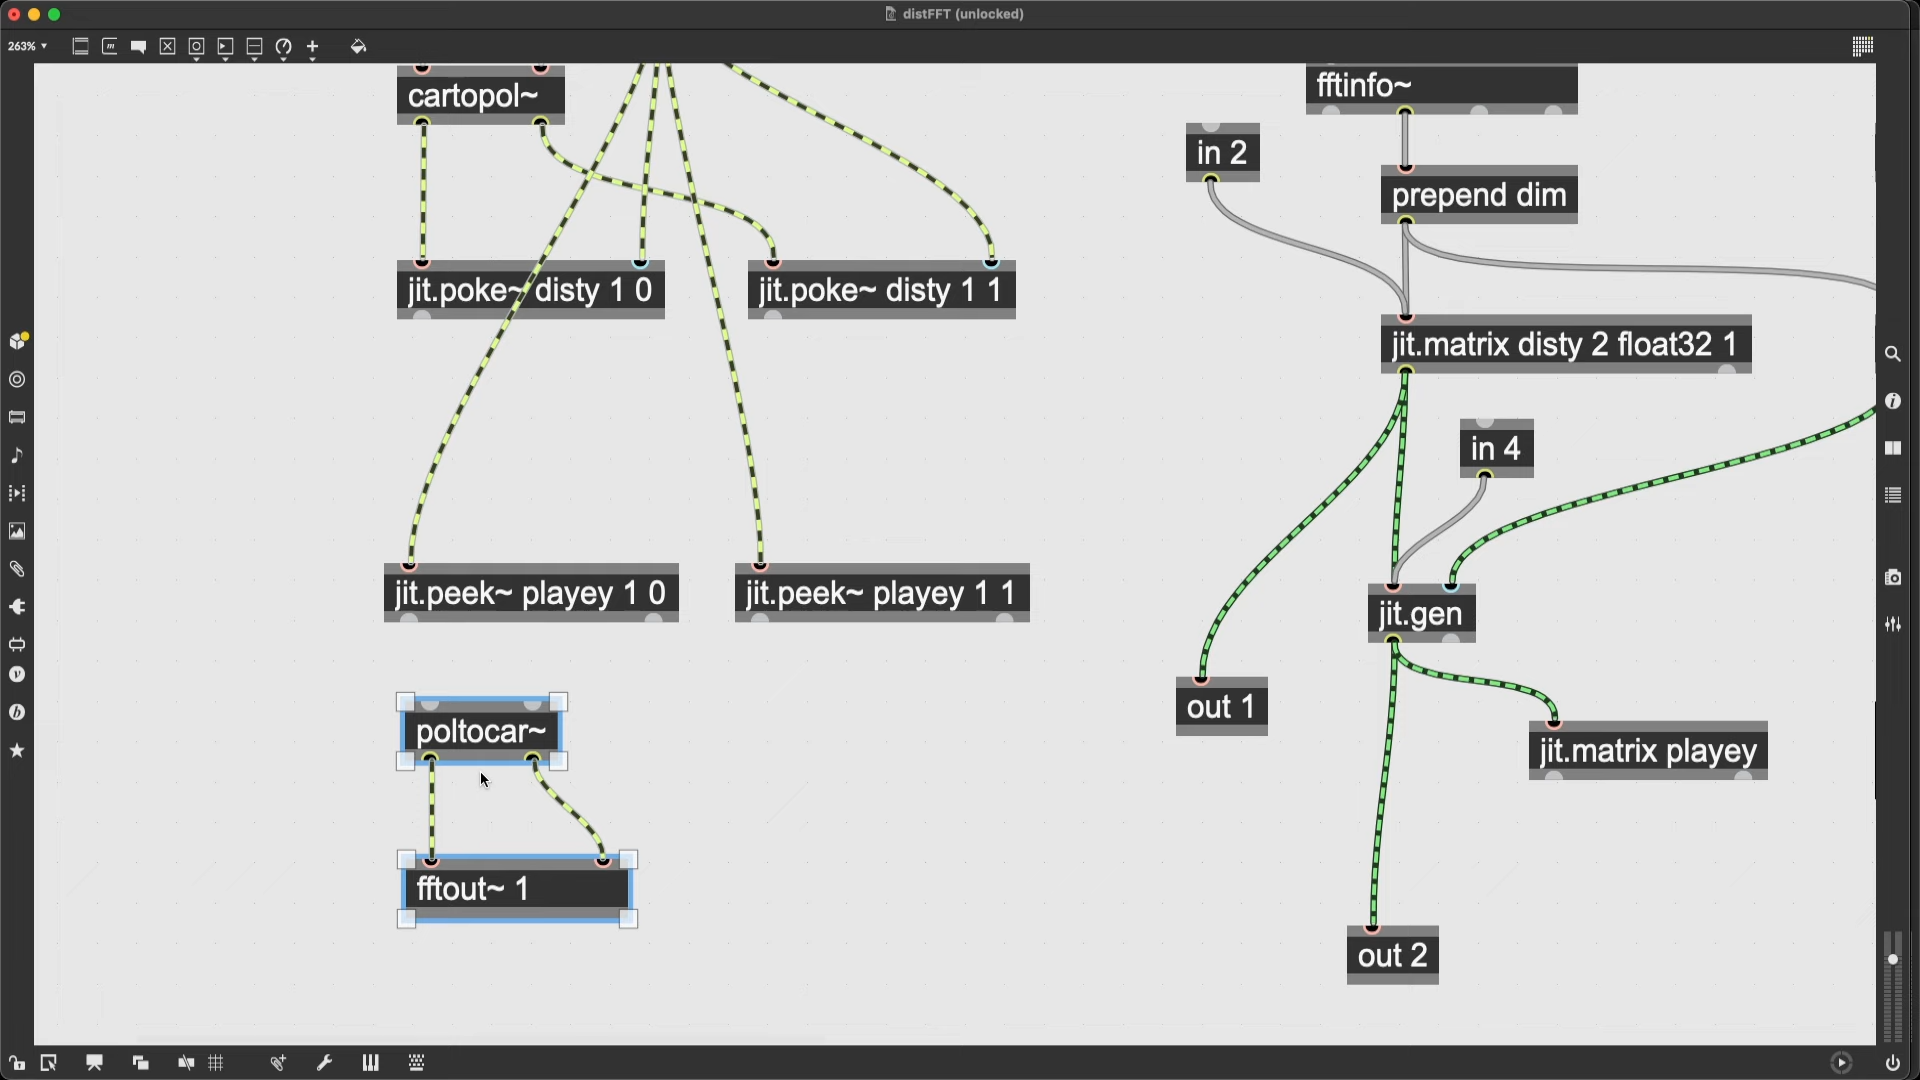 distFFT (unlocked)
263%
cartopol~
fftinfo~
in 2
prepend dim
jit.poke~ disty 1 0
jit.poke~ disty 1 1
jit.matrix disty 2 float32 1
in 4
jit.peek~ playey 1 0
jit.peek~ playey 1 1
jit.gen
out 1
poltocar~
jit.matrix playey
fftout~ 1
out 2